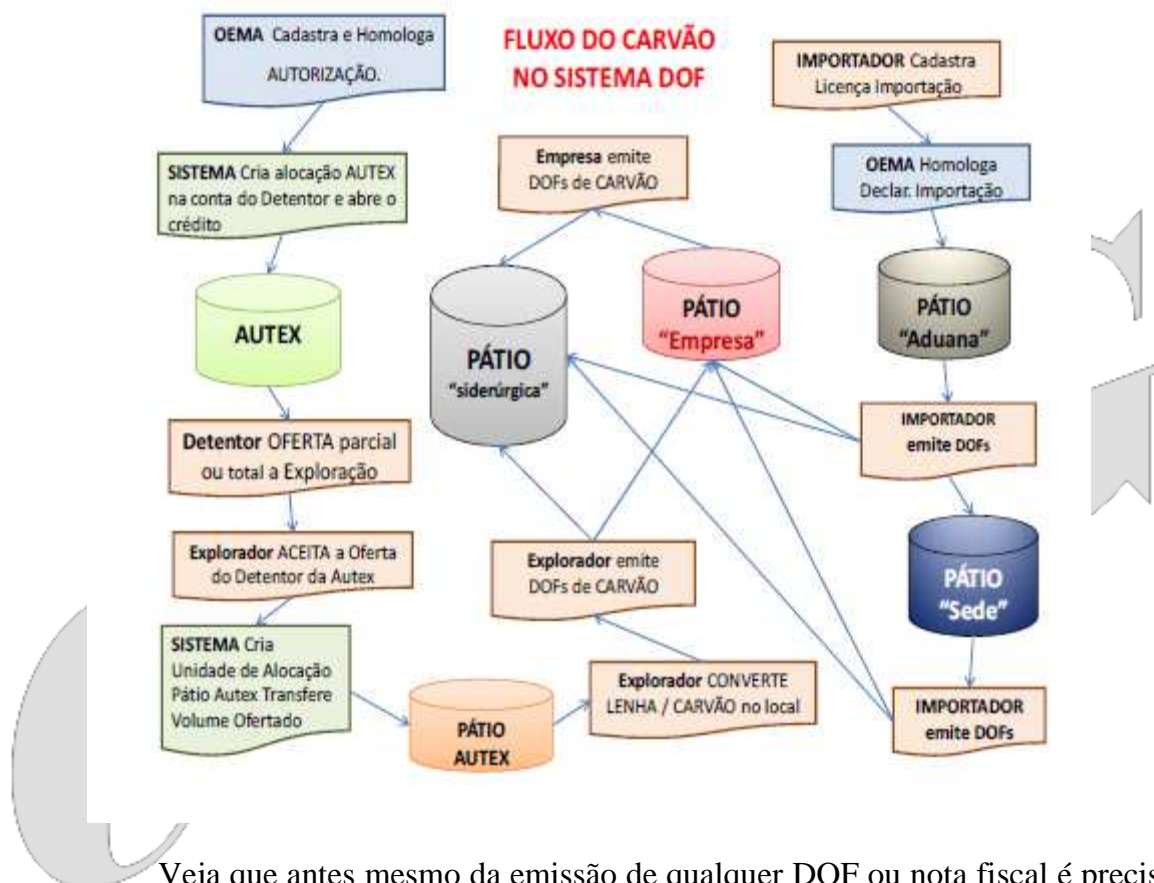 OEMA Cadastra e Homologa
AUTORIZAÇÃO.
FLUXO DO CARVÃO
NO SISTEMA DOF
IMPORTADOR Cadastra
Licença Importação
SISTEMA Cria alocação AUTEX
na conta do Detentor e abre o
crédito
Empresa emite
DOFs de CARVÃO
OEMA Homologa
Declar. Importação
AUTEX
PÁTIO
"siderúrgica"
PÁTIO
"Empresa"
PÁTIO
"Aduana"
Detentor OFERTA parcial
ou total a Exploração
IMPORTADOR
emite DOFs
Explorador ACEITA a Oferta
do Detentor da Autex
Explorador emite
DOFs de CARVÃO
PÁTIO
"Sede"
SISTEMA Cria
Unidade de Alocação
Pátio Autex Transfere
Volume Ofertado
PÁTIO
AUTEX
Explorador CONVERTE
LENHA / CARVÃO no local
IMPORTADOR
emite DOFs
Veja que antes mesmo da emissão de qualquer DOF ou nota fiscal é precis